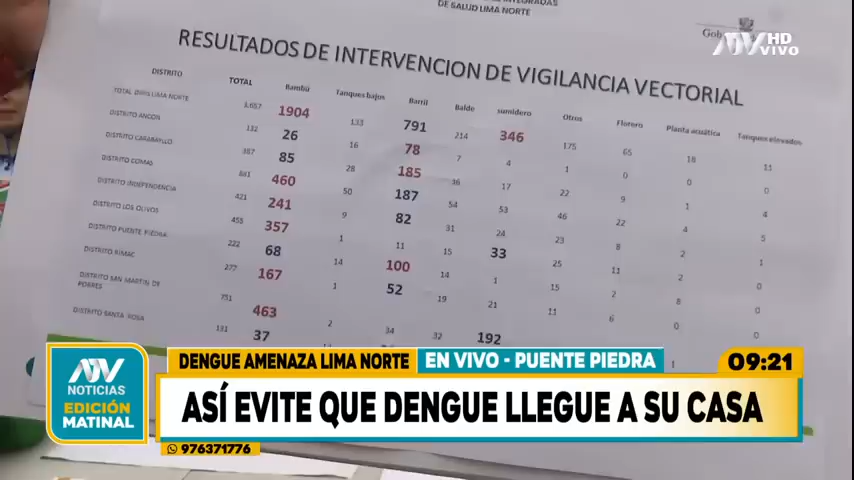 INTEGRADAS
DE SALUD LIMA NORTE
Gob
ATV HD
VIVO
RESULTADOS DE INTERVENCION DE VIGILANCIA VECTORIAL
DISTRITO TOTAL Bambú Tanques bajos Barril Balde sumidero Otros Florero Planta acuática Tanques elevados
TOTAL DIRIS LIMA NORTE 3,657 1904 133 791 214 346 175 65 18 11
DISTRITO ANCON 132 26 16 78 7 4 1 0 0 0
DISTRITO CARABAYLLO 387 85 28 185 36 17 22 9 1 4
DISTRITO COMAS 881 460 50 187 54 53 46 22 4 5
DISTRITO INDEPENDENCIA 421 241 9 82 31 24 23 8 2 1
DISTRITO LOS OLIVOS 455 357 1 11 15 33 25 11 2 0
DISTRITO PUENTE PIEDRA 222 68 14 100 14 1 15 2 8 0
DISTRITO RIMAC 277 167 1 52 19 21 11 6 0 0
DISTRITO SAN MARTIN DE
PORRES 751 463 2 34 32 192 1
DISTRITO SANTA ROSA 131 37
DENGUE AMENAZA LIMA NORTE EN VIVO - PUENTE PIEDRA 09:21
ATV
NOTICIAS
EDICIÓN
MATINAL
ASÍ EVITE QUE DENGUE LLEGUE A SU CASA
976371776